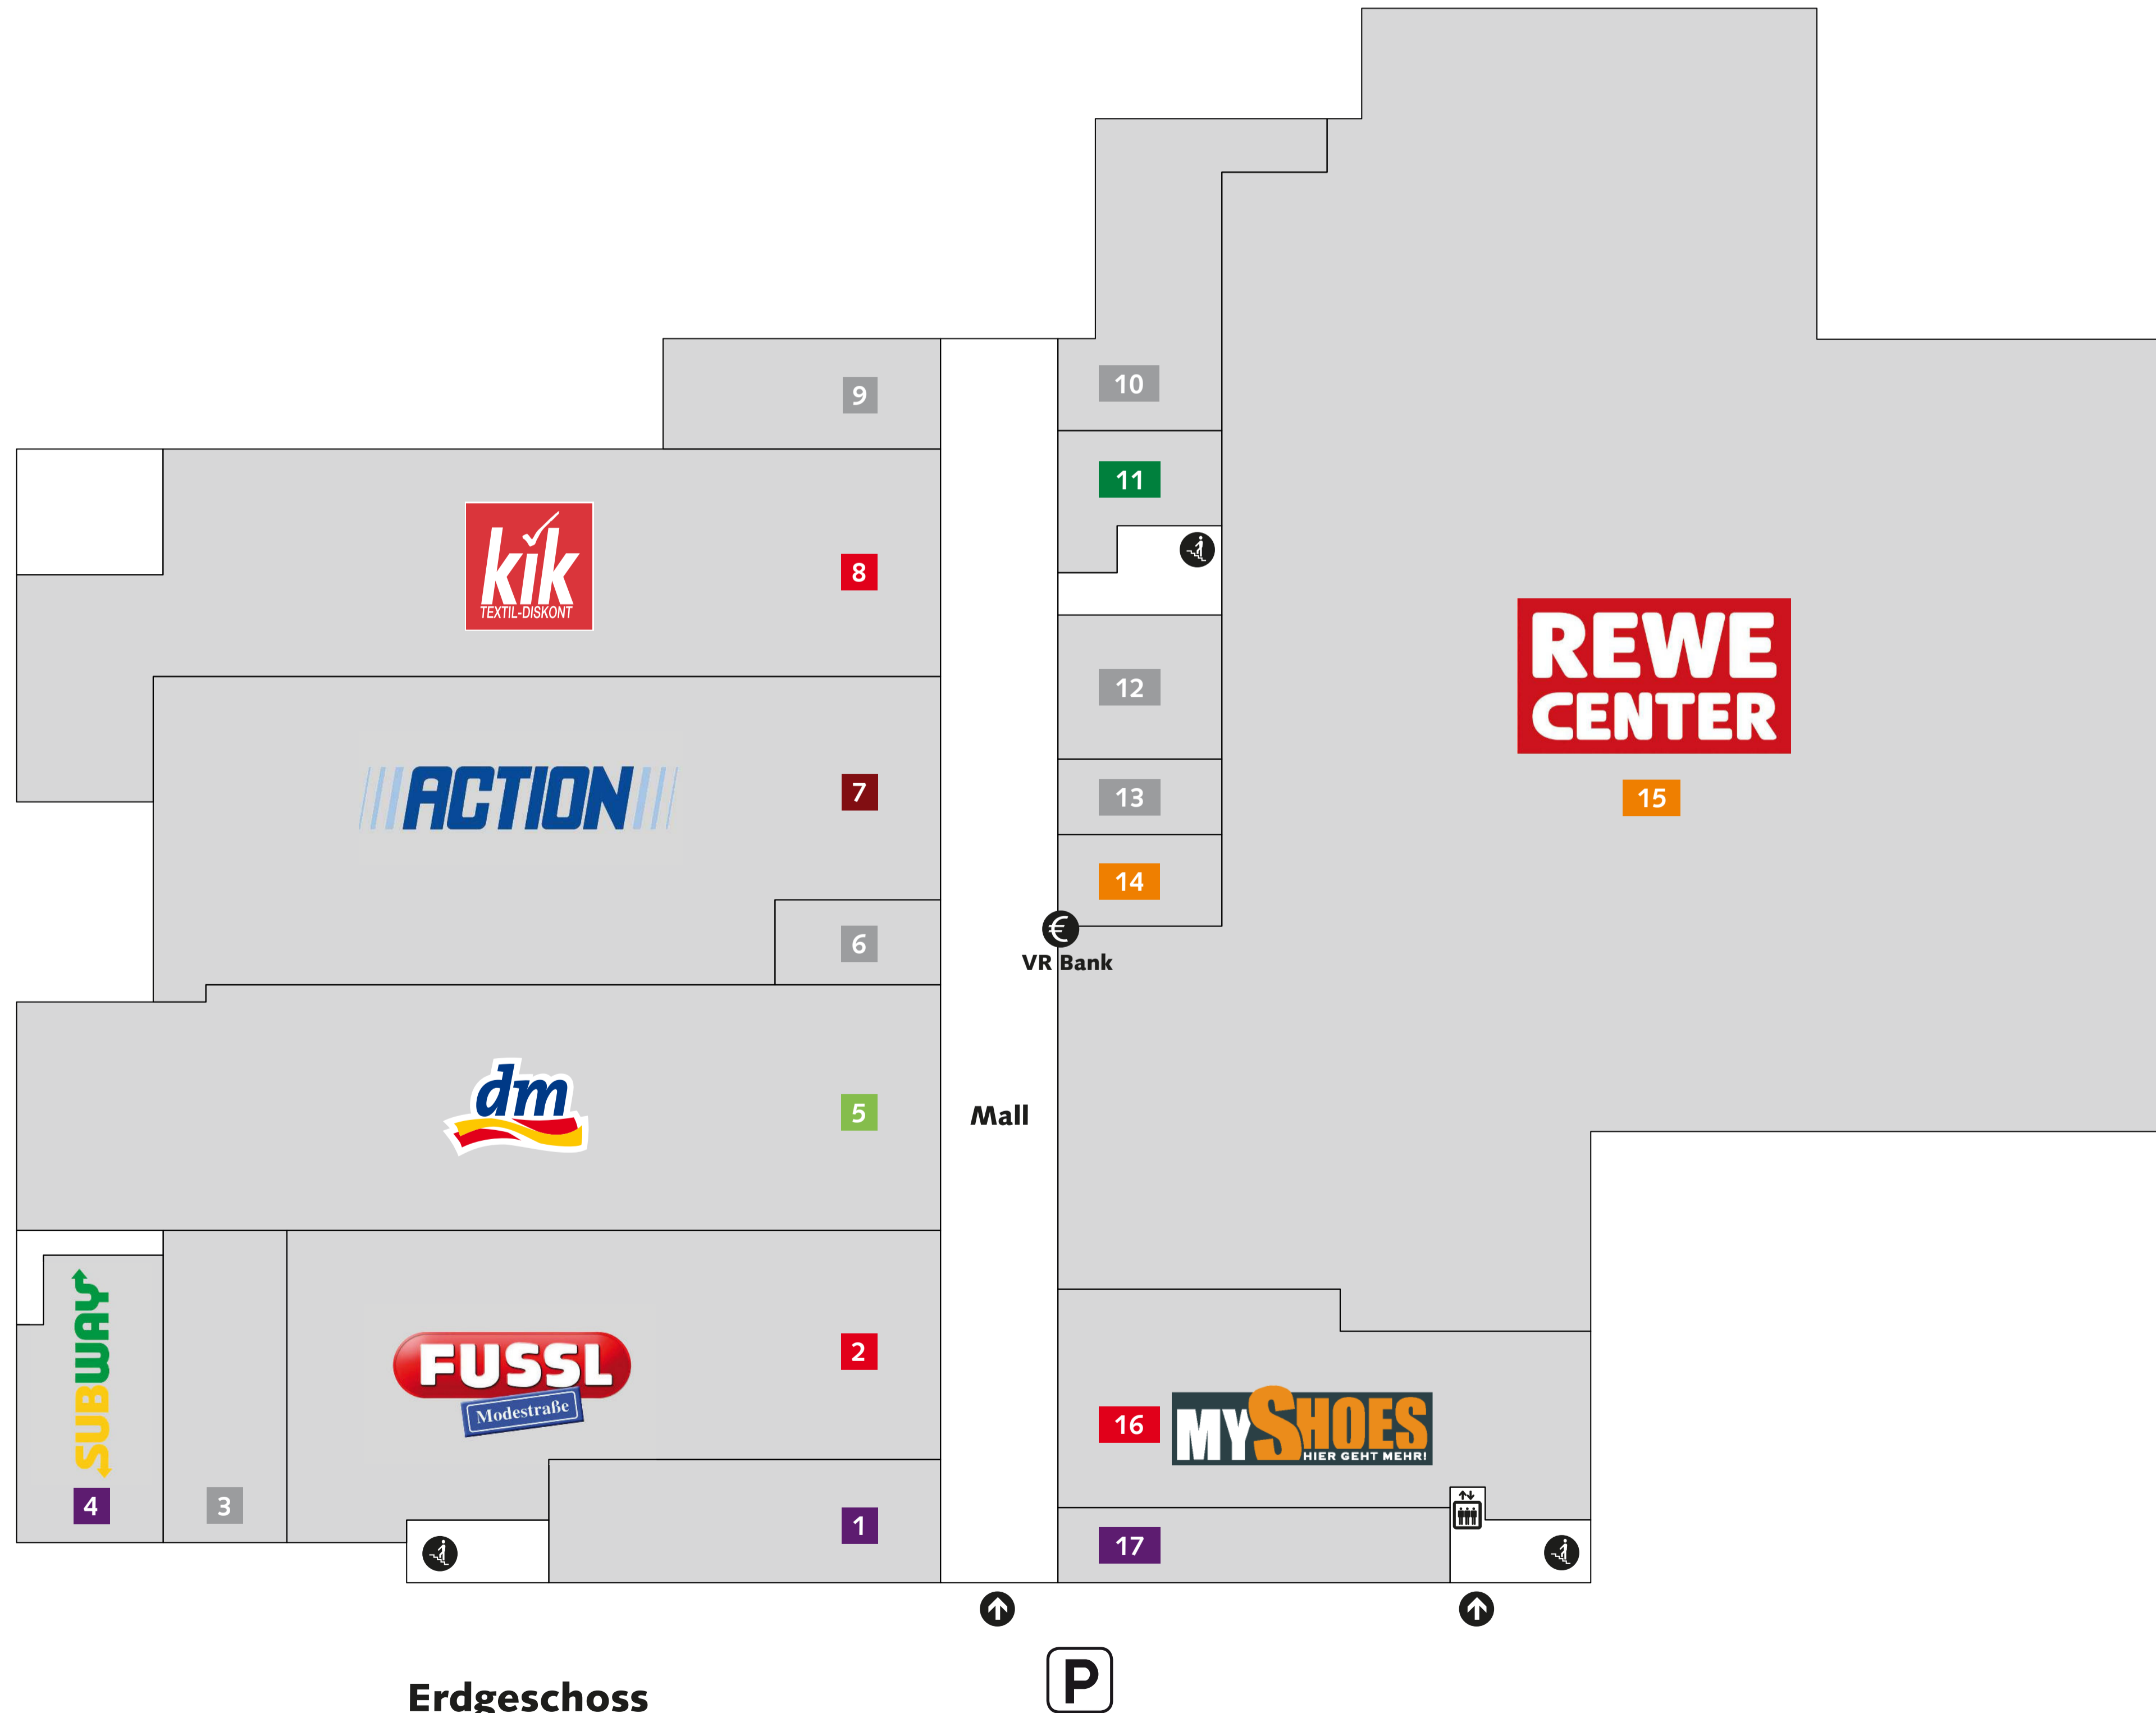 9
10
11
kik
TEXTIL-DISKONT
8
REWE
CENTER
12
ACTION
7
13
15
14
6
€
VR Bank
dm
5
Mall
SUBWAY
FUSSL
Modestraße
2
16
MYSHOES
HIER GEHT MEHR!
4
3
1
17
P
Erdgeschoss